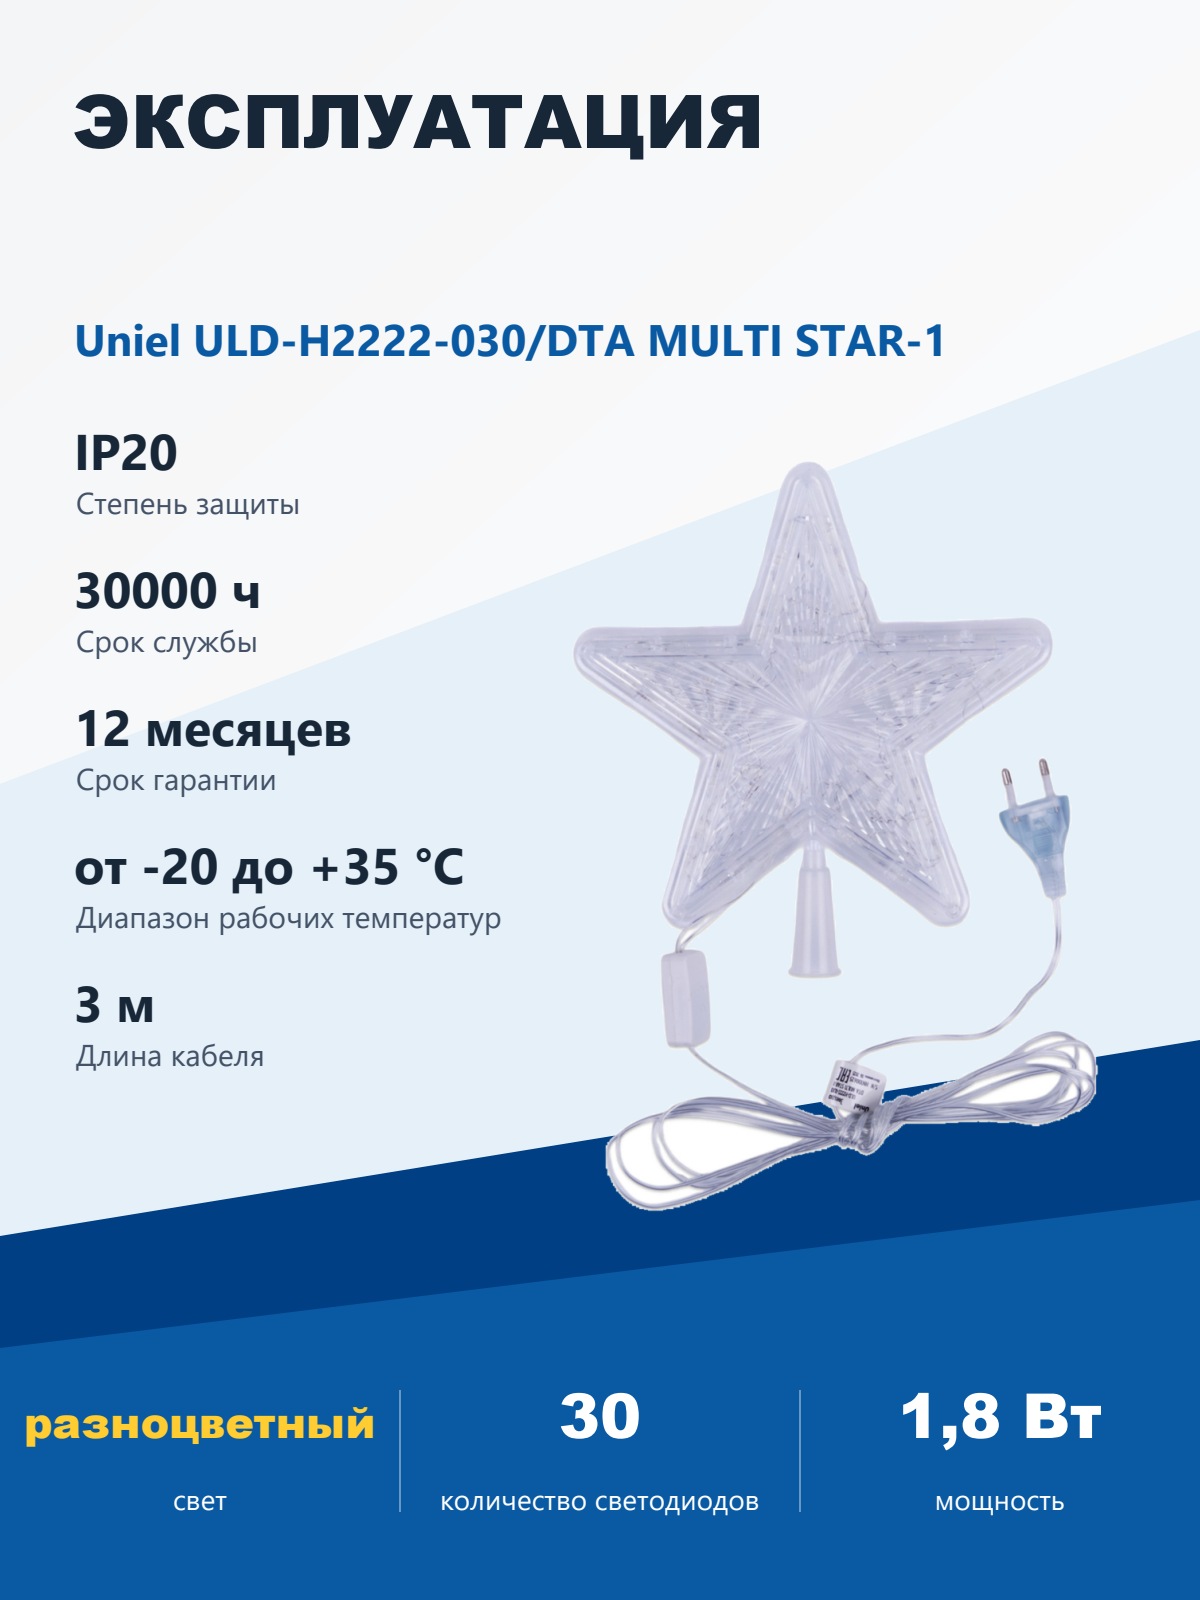 ЭКСПЛУАТАЦИЯ
Uniel ULD-H2222-030/DTA MULTI STAR-1
IP20
Степень защиты
30000 ч
Срок службы
12 месяцев
Срок гарантии
от -20 до +35 °C
Диапазон рабочих температур
3 м
Длина кабеля
EAC
Uniel
разноцветный
свет
30
количество светодиодов
1,8 Вт
мощность